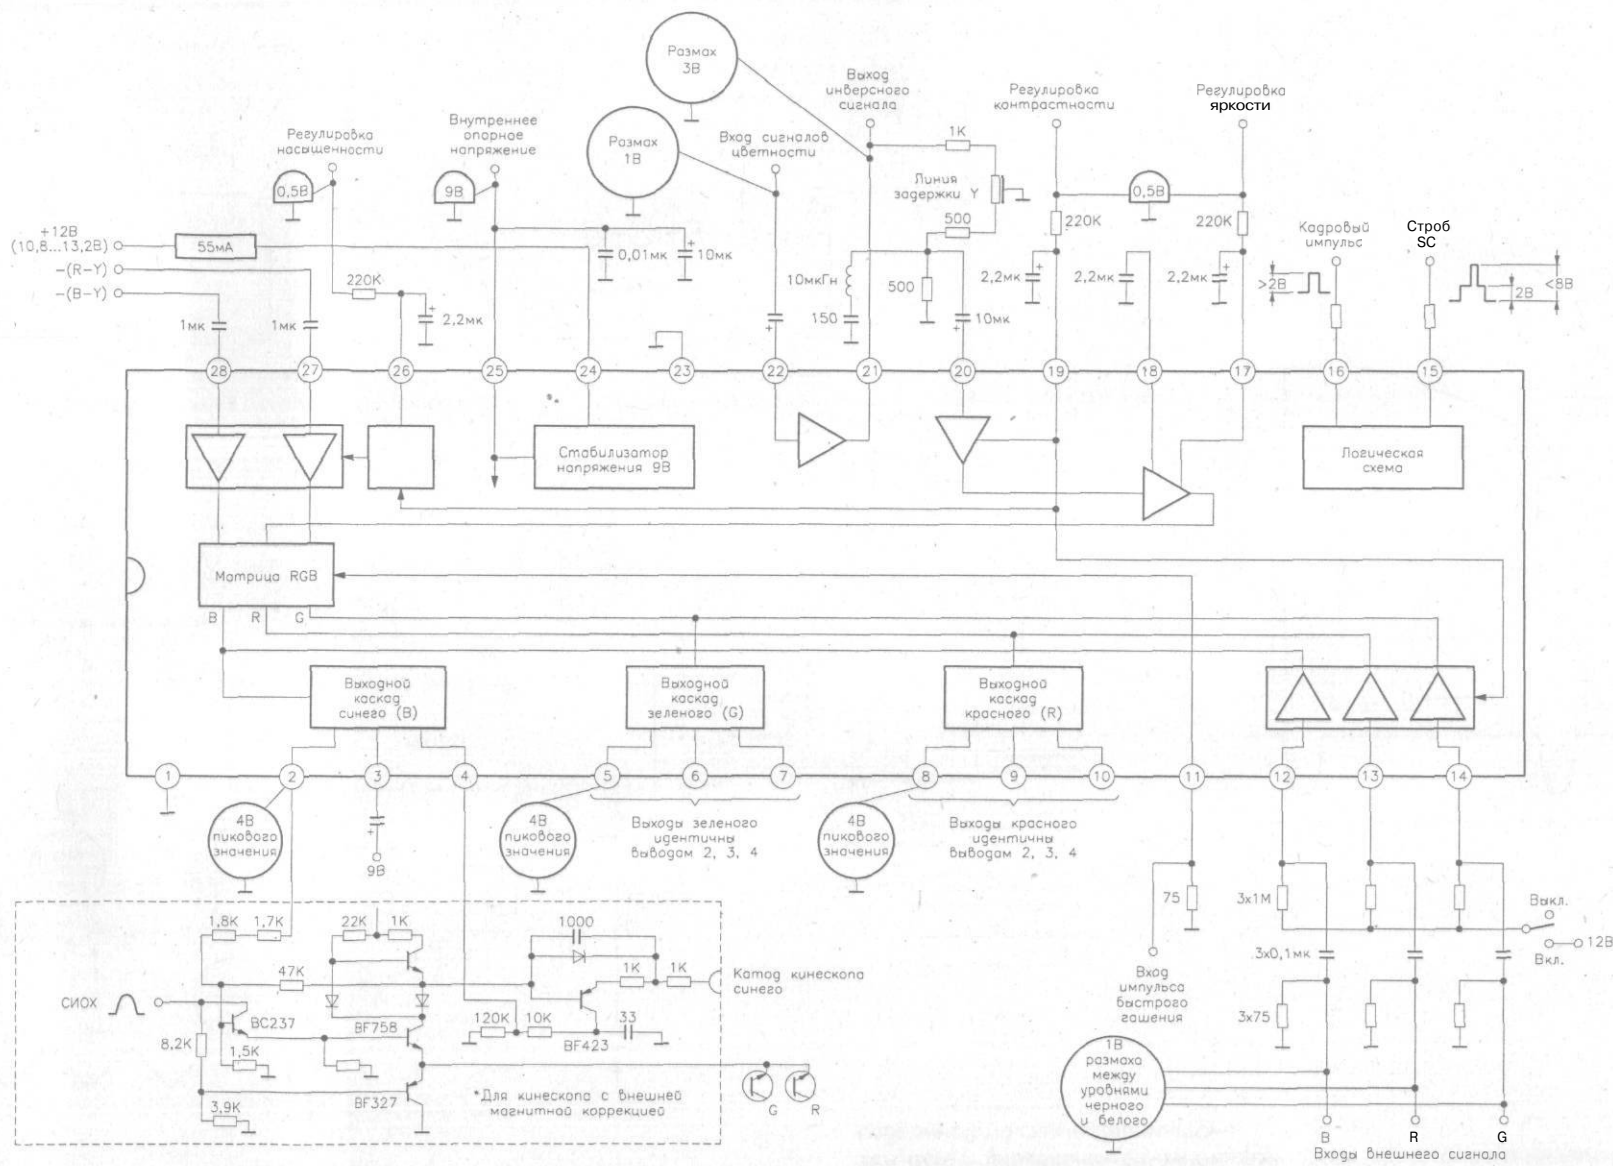 Размах
3В
Выход
инверсного
сигнала
Регулировка
контрастности
Регулировка
яркости
Внутреннее
опорное
напряжение
Регулировка
насыщенности
Размах
1В
Вход сигналов
цветности
1К
0,5В
9В
Линия
задержки Y
0,5В
+12В
(10,8...13,2В)
55мА
500
220К
220К
Кадровый
импульс
Строб
SC
-(R-Y)
-(B-Y)
220К
0,01мк
10мк
10мкГн
500
2,2мк
2,2мк
2,2мк
>2В
2В
<8В
1мк
1мк
2,2мк
150
10мк
28
27
26
25
24
23
22
21
20
19
18
17
16
15
Стабилизатор
напряжения 9В
Логическая
схема
Матрица RGB
B
R
G
Выходной
каскад
синего (B)
Выходной
каскад
зеленого (G)
Выходной
каскад
красного (R)
1
2
3
4
5
6
7
8
9
10
11
12
13
14
4В
пикового
значения
9В
4В
пикового
значения
Выходы зеленого
идентичны
выводам 2, 3, 4
4В
пикового
значения
Выходы красного
идентичны
выводам 2, 3, 4
75
3x1М
Выкл.
12В
Вкл.
3x0,1мк
3x75
Вход
импульса
быстрого
гашения
1,8К
1,7К
22К
1К
1000
47К
1К
1К
Катод кинескопа
синего
СИОХ
BC237
BF758
120К
10К
33
BF423
8,2К
1,5К
3,9К
BF327
*Для кинескопа с внешней
магнитной коррекцией
G
R
1В
размаха
между
уровнями
черного
и белого
B
R
G
Входы внешнего сигнала